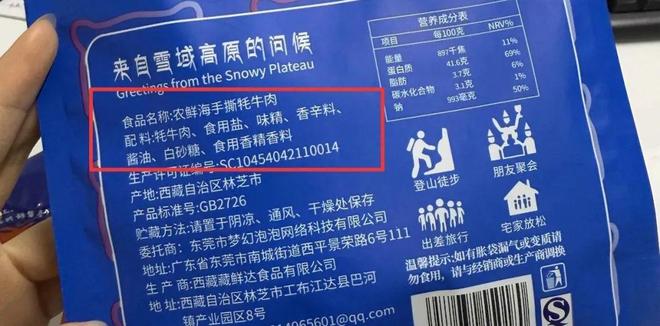 来自雪域高原的问候
Greetings from the Snowy Plateau
食品名称:农鲜海手撕牦牛肉
配料:牦牛肉、食用盐、味精、香辛料、
酱油、白砂糖、食用香精香料
生产许可证编号:SC10454042110014
产地:西藏自治区林芝市
产品标准号:GB2726
贮藏方法:请置于阴凉、通风、干燥处保存
委托商:东莞市梦幻泡泡网络科技有限公司
地址:广东省东莞市南城街道西平景荣路6号111
生产商:西藏藏鲜达食品有限公司
地址:西藏自治区林芝市工布江达县巴河
镇产业园区8号
14065601@qq.com
营养成分表
项目 每100克 NRV%
能量 897千焦 11%
蛋白质 41.6克 69%
脂肪 3.7克 6%
碳水化合物 3.1克 1%
钠 993毫克 50%
登山徒步
朋友聚会
出差旅行
宅家放松
温馨提示:如有胀袋漏气或变质请
勿食用,请与经销商或生产商调换